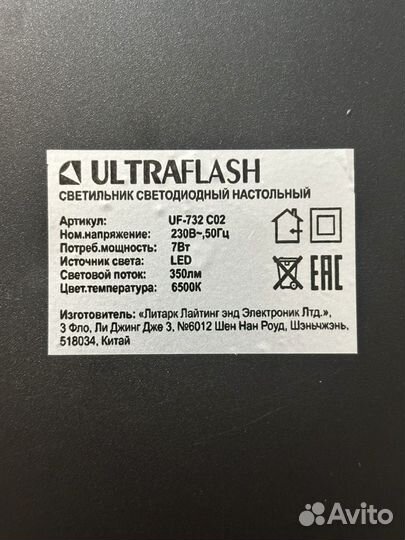 ULTRAFLASH
СВЕТИЛЬНИК СВЕТОДИОДНЫЙ НАСТОЛЬНЫЙ
Артикул: UF-732 C02
Ном.напряжение: 230В~,50Гц
Потреб.мощность: 7Вт
Источник света: LED
Световой поток: 350лм
Цвет.температура: 6500К
EAC
Изготовитель: «Литарк Лайтинг энд Электроник Лтд.»,
3 Фло, Ли Джинг Дже 3, №6012 Шен Нан Роуд, Шэньчжэнь,
518034, Китай
Avito